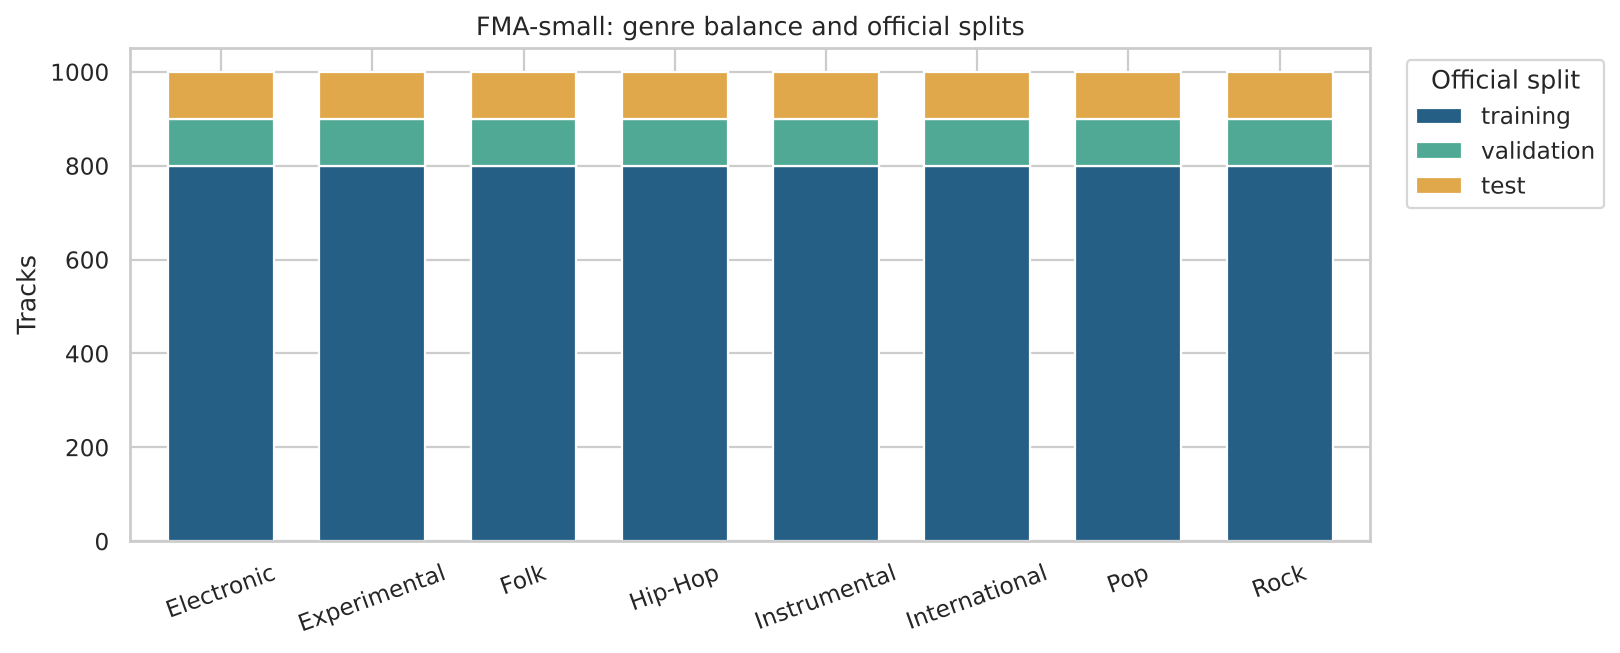 FMA-small: genre balance and official splits
Official split
training
validation
test
Tracks
1000
800
600
400
200
0
Electronic
Experimental
Folk
Hip-Hop
Instrumental
International
Pop
Rock